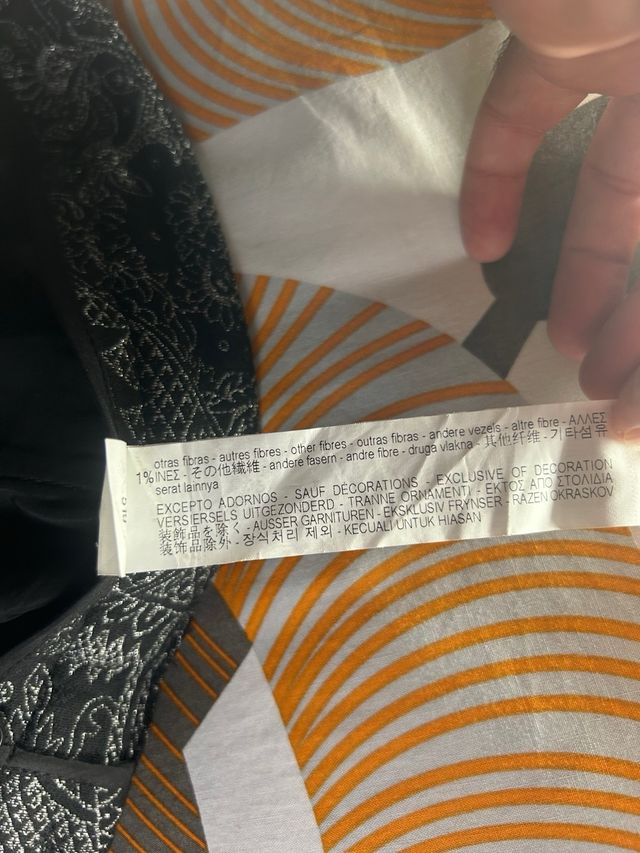 otras fibras - autres fibres - other fibres - outras fibras - andere vezels - altre fibre - ΑΛΛΕΣ
1% ΙΝΕΣ - その他繊維 - andere fasern - andre fibre - druga vlakna - 其他纤维 - 기타섬유
serat lainnya
EXCEPTO ADORNOS - SAUF DÉCORATIONS - EXCLUSIVE OF DECORATION
VERSIERSELS UITGEZONDERD - TRANNE ORNAMENTI - ΕΚΤΟΣ ΑΠΟ ΣΤΟΛΙΔΙΑ
装飾品を除く - AUSSER GARNITUREN - EKSKLUSIV FRYNSER - RAZEN OKRASKOV
装饰品除外 - 장식처리 제외 - KECUALI UNTUK HIASAN